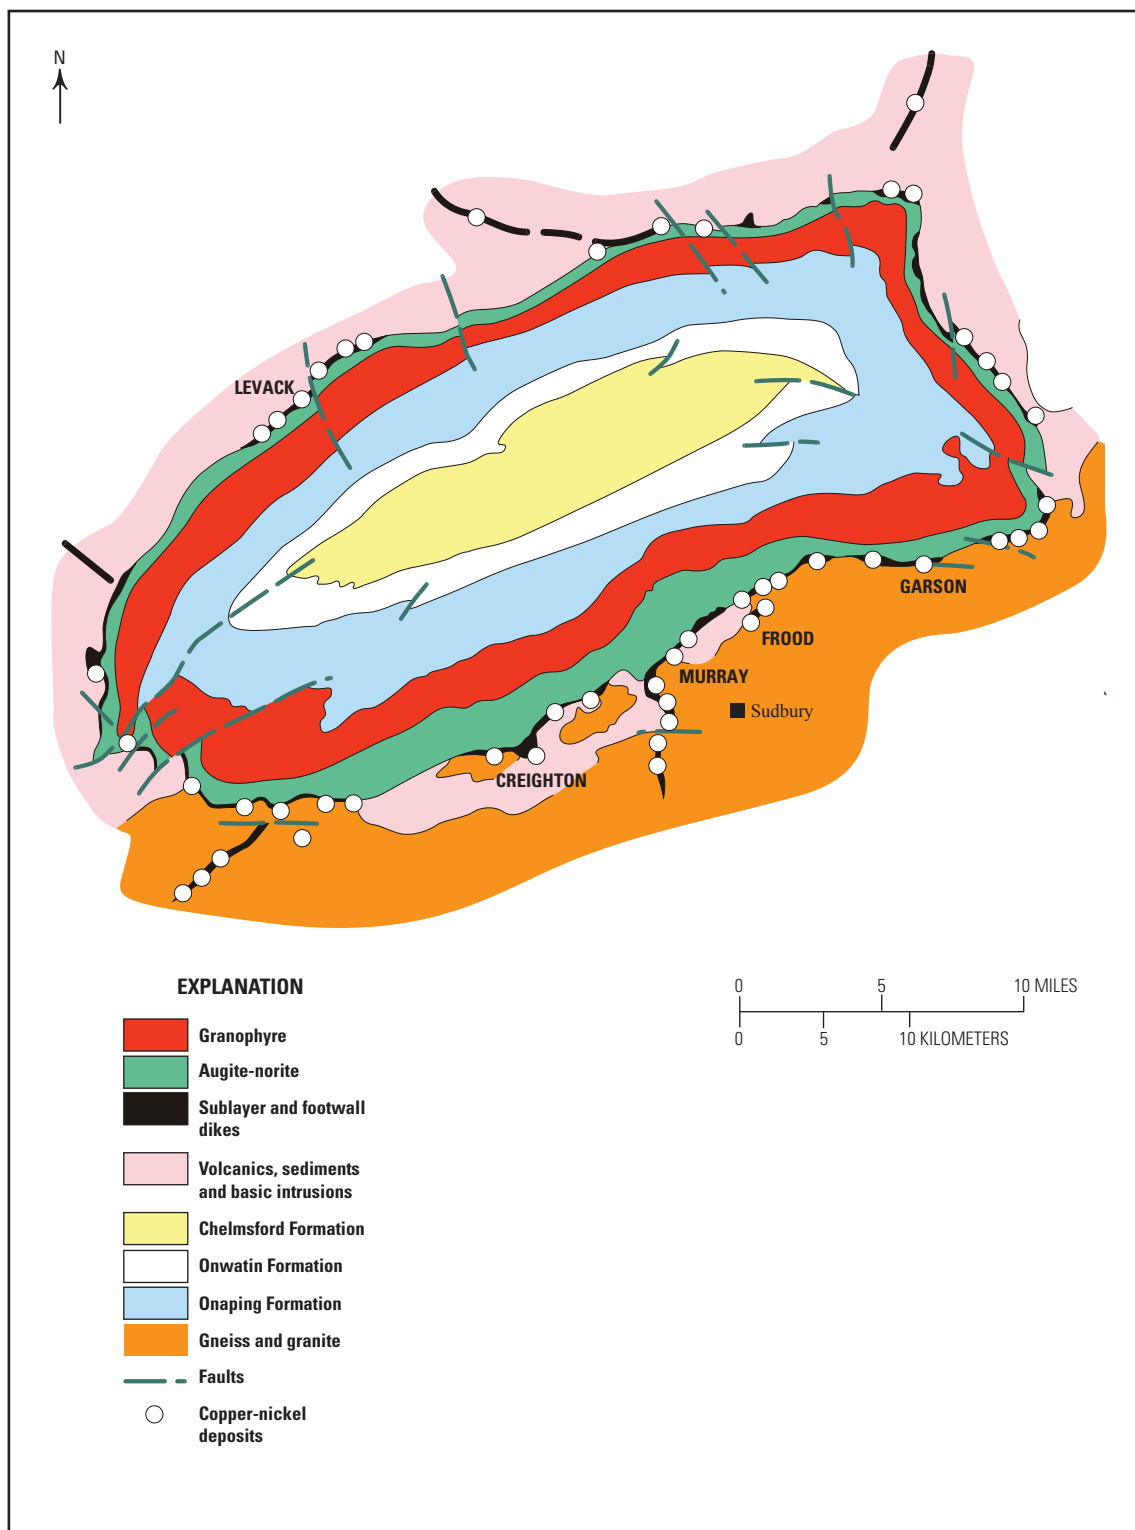 N
LEVACK
GARSON
FROOD
MURRAY
Sudbury
CREIGHTON
EXPLANATION
Granophyre
Augite-norite
Sublayer and footwall
dikes
Volcanics, sediments
and basic intrusions
Chelmsford Formation
Onwatin Formation
Onaping Formation
Gneiss and granite
Faults
Copper-nickel
deposits
0 5 10 MILES
0 5 10 KILOMETERS